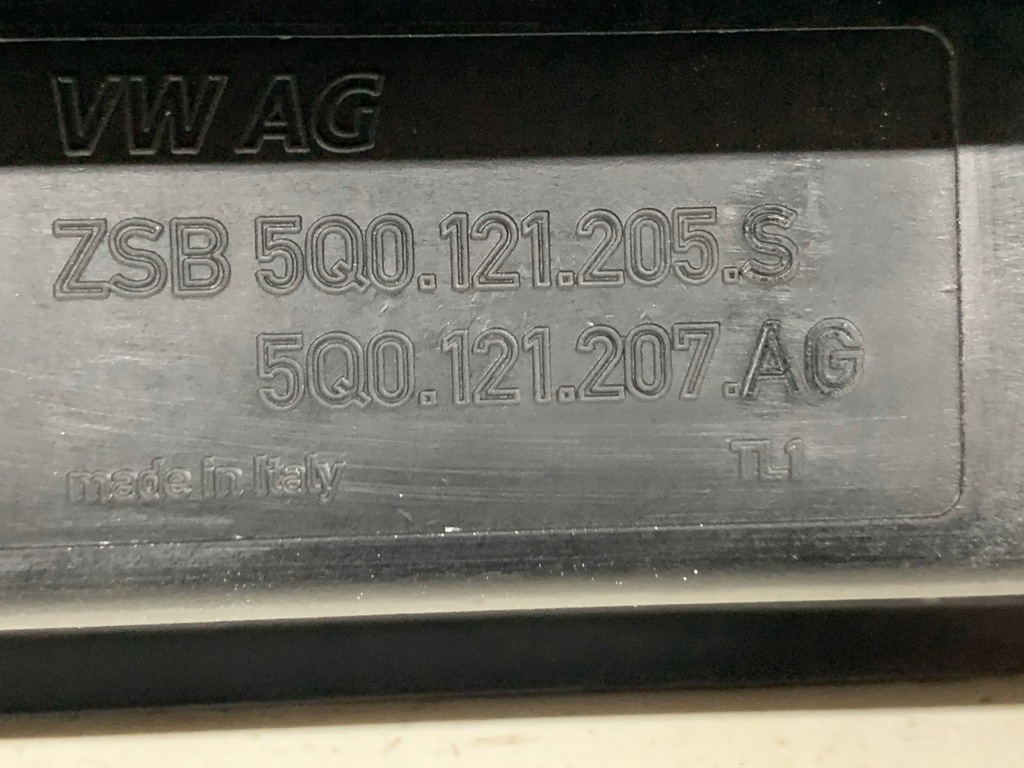 VW AG
ZSB 5Q0.121.205.S
5Q0.121.207.AG
made in Italy
TL1